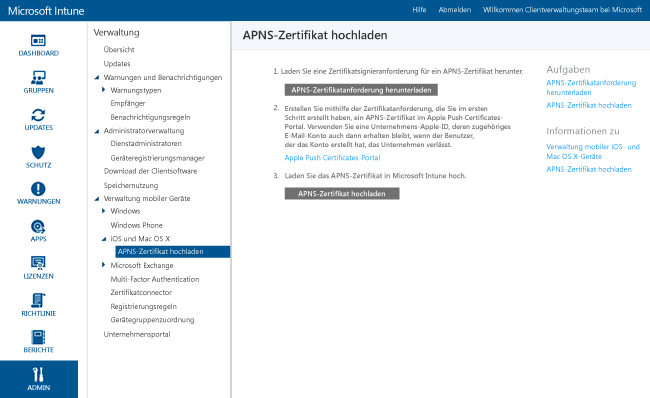 Microsoft Intune
Hilfe
Abmelden
Willkommen Clientverwaltungsteam bei Microsoft
DASHBOARD
GRUPPEN
UPDATES
SCHUTZ
WARNUNGEN
APPS
LIZENZEN
RICHTLINIE
BERICHTE
ADMIN
Verwaltung
Übersicht
Updates
Warnungen und Benachrichtigungen
Warnungstypen
Empfänger
Benachrichtigungsregeln
Administratorverwaltung
Dienstadministratoren
Geräteregistrierungsmanager
Download der Clientsoftware
Speichernutzung
Verwaltung mobiler Geräte
Windows
Windows Phone
iOS und Mac OS X
APNS-Zertifikat hochladen
Microsoft Exchange
Multi-Factor Authentication
Zertifikatconnector
Registrierungsregeln
Gerätegruppenzuordnung
Unternehmensportal
APNS-Zertifikat hochladen
1. Laden Sie eine Zertifikatsignieranforderung für ein APNS-Zertifikat herunter.
APNS-Zertifikatanforderung herunterladen
2. Erstellen Sie mithilfe der Zertifikatanforderung, die Sie im ersten
Schritt erstellt haben, ein APNS-Zertifikat im Apple Push Certificates-
Portal. Verwenden Sie eine Unternehmens-Apple-ID, deren zugehöriges
E-Mail-Konto auch dann erhalten bleibt, wenn der Benutzer,
der das Konto erstellt hat, das Unternehmen verlässt.
Apple Push Certificates-Portal
3. Laden Sie das APNS-Zertifikat in Microsoft Intune hoch.
APNS-Zertifikat hochladen
Aufgaben
APNS-Zertifikatanforderung
herunterladen
APNS-Zertifikat hochladen
Informationen zu
Verwaltung mobiler iOS- und
Mac OS X-Geräte
APNS-Zertifikat hochladen